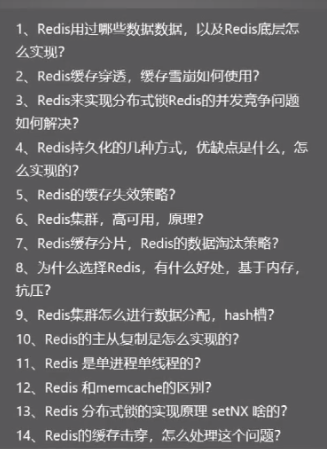 1、Redis用过哪些数据数据，以及Redis底层怎
么实现？
2、Redis缓存穿透，缓存雪崩如何使用？
3、Redis来实现分布式锁Redis的并发竞争问题
如何解决？
4、Redis持久化的几种方式，优缺点是什么，怎
么实现的？
5、Redis的缓存失效策略？
6、Redis集群，高可用，原理？
7、Redis缓存分片，Redis的数据淘汰策略？
8、为什么选择Redis，有什么好处，基于内存，
抗压？
9、Redis集群怎么进行数据分配，hash槽？
10、Redis的主从复制是怎么实现的？
11、Redis 是单进程单线程的？
12、Redis 和memcache的区别？
13、Redis 分布式锁的实现原理 setNX 啥的？
14、Redis的缓存击穿，怎么处理这个问题？